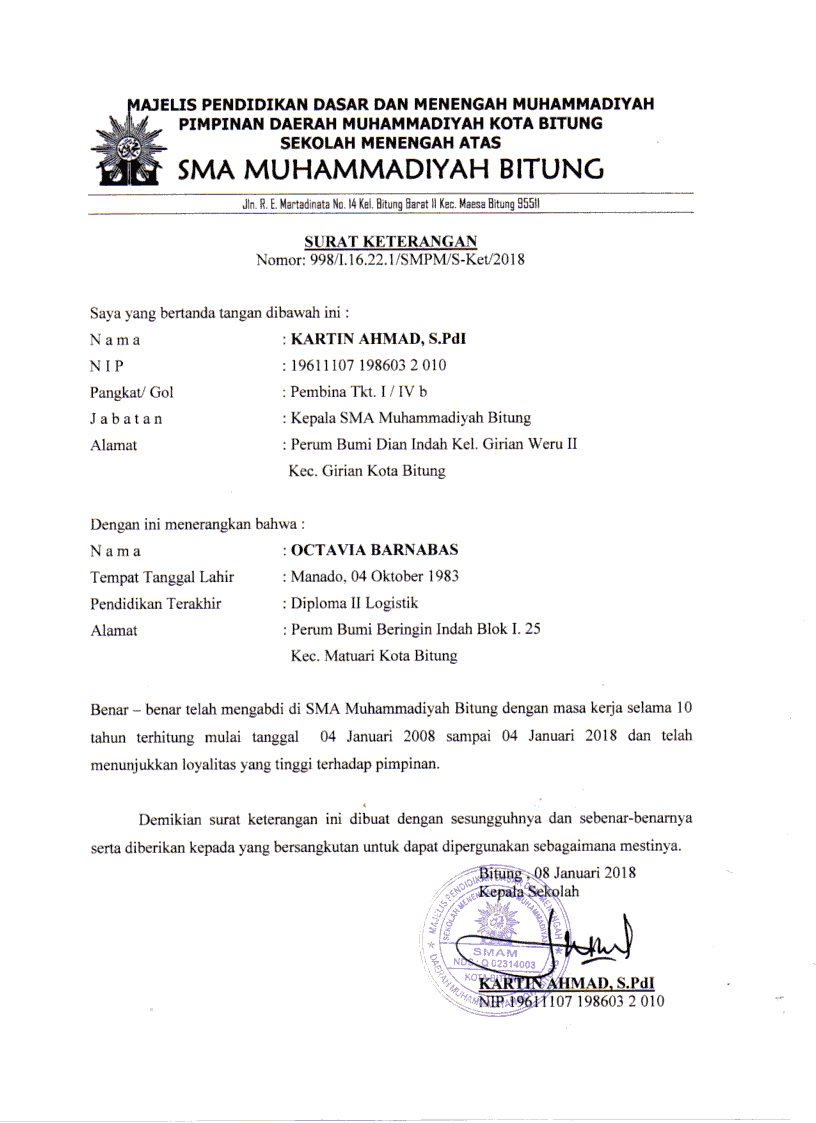 MAJELIS PENDIDIKAN DASAR DAN MENENGAH MUHAMMADIYAH
PIMPINAN DAERAH MUHAMMADIYAH KOTA BITUNG
SEKOLAH MENENGAH ATAS
SMA MUHAMMADIYAH BITUNG
Jln. R. E. Martadinata No. 14 Kel. Bitung Barat II Kec. Maesa Bitung 95511
SURAT KETERANGAN
Nomor: 998/I.16.22.1/SMPM/S-Ket/2018
Saya yang bertanda tangan dibawah ini :
N a m a : KARTIN AHMAD, S.PdI
N I P : 19611107 198603 2 010
Pangkat/ Gol : Pembina Tkt. I / IV b
J a b a t a n : Kepala SMA Muhammadiyah Bitung
Alamat : Perum Bumi Dian Indah Kel. Girian Weru II
Kec. Girian Kota Bitung
Dengan ini menerangkan bahwa :
N a m a : OCTAVIA BARNABAS
Tempat Tanggal Lahir : Manado, 04 Oktober 1983
Pendidikan Terakhir : Diploma II Logistik
Alamat : Perum Bumi Beringin Indah Blok I. 25
Kec. Matuari Kota Bitung
Benar – benar telah mengabdi di SMA Muhammadiyah Bitung dengan masa kerja selama 10
tahun terhitung mulai tanggal 04 Januari 2008 sampai 04 Januari 2018 dan telah
menunjukkan loyalitas yang tinggi terhadap pimpinan.
Demikian surat keterangan ini dibuat dengan sesungguhnya dan sebenar-benarnya
serta diberikan kepada yang bersangkutan untuk dapat dipergunakan sebagaimana mestinya.
Bitung , 08 Januari 2018
Kepala Sekolah
MAJELIS PENDIDIKAN DASAR DAN MENENGAH
SEKOLAH MENENGAH MUHAMMADIYAH
SMAM
NDS : Q 02314003
KOTA BITUNG
DAERAH MUHAMMADIYAH
KARTIN AHMAD, S.PdI
NIP 19611107 198603 2 010